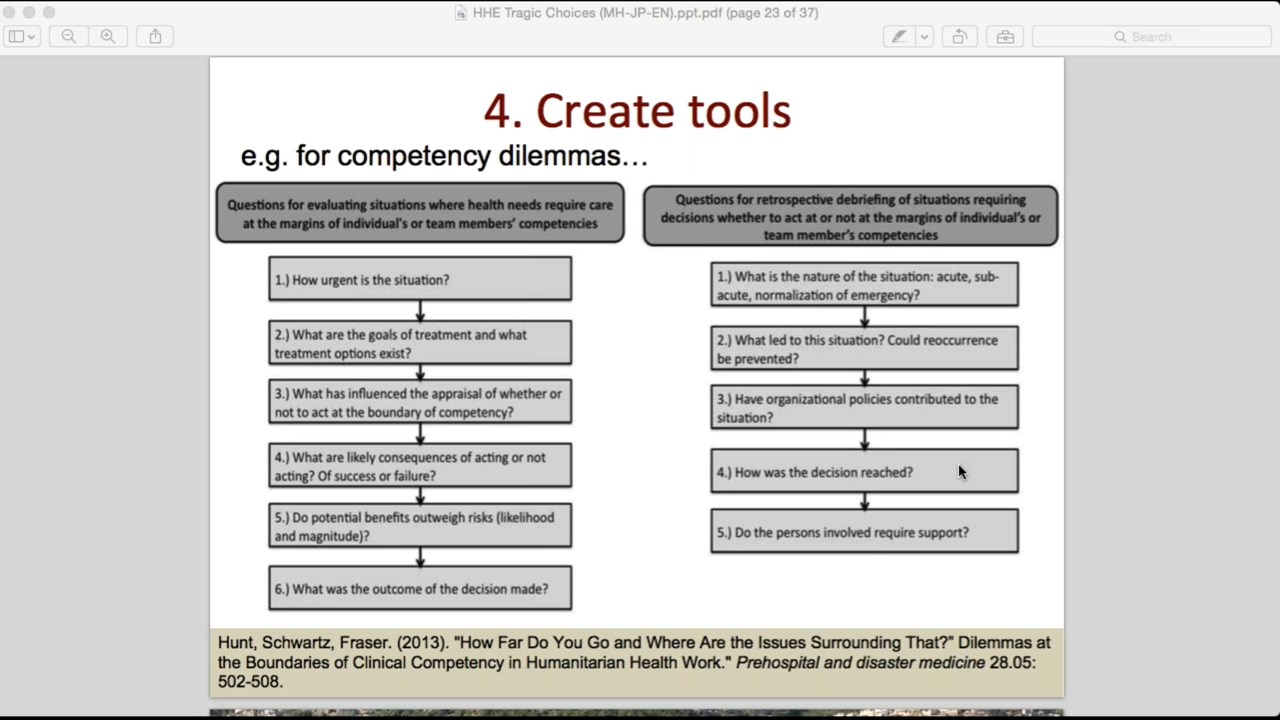 HHE Tragic Choices (MH-JP-EN).ppt.pdf (page 23 of 37)
Search
4. Create tools
e.g. for competency dilemmas…
Questions for evaluating situations where health needs require care
at the margins of individual's or team members' competencies
1.) How urgent is the situation?
2.) What are the goals of treatment and what
treatment options exist?
3.) What has influenced the appraisal of whether or
not to act at the boundary of competency?
4.) What are likely consequences of acting or not
acting? Of success or failure?
5.) Do potential benefits outweigh risks (likelihood
and magnitude)?
6.) What was the outcome of the decision made?
Questions for retrospective debriefing of situations requiring
decisions whether to act at or not at the margins of individual's or
team member's competencies
1.) What is the nature of the situation: acute, sub-
acute, normalization of emergency?
2.) What led to this situation? Could reoccurrence
be prevented?
3.) Have organizational policies contributed to the
situation?
4.) How was the decision reached?
5.) Do the persons involved require support?
Hunt, Schwartz, Fraser. (2013). "How Far Do You Go and Where Are the Issues Surrounding That?" Dilemmas at
the Boundaries of Clinical Competency in Humanitarian Health Work." Prehospital and disaster medicine 28.05:
502-508.